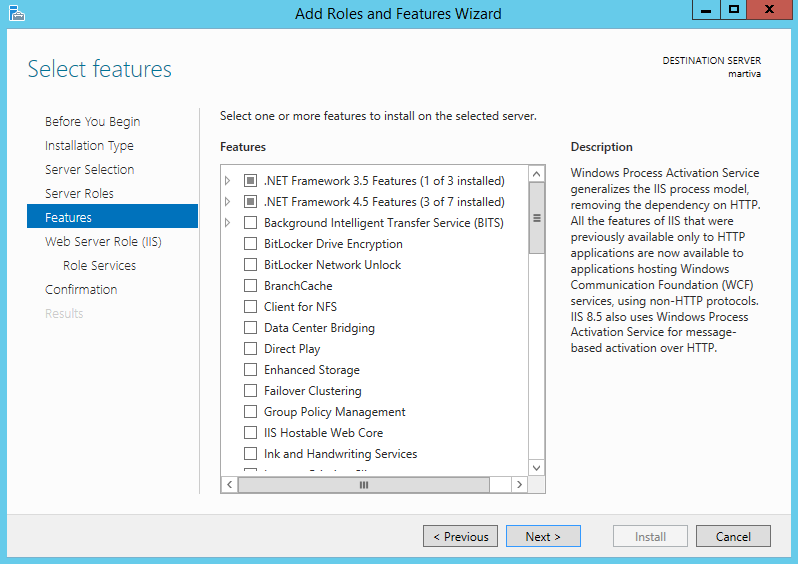 Add Roles and Features Wizard
Select features
DESTINATION SERVER
martiva
Before You Begin
Installation Type
Server Selection
Server Roles
Features
Web Server Role (IIS)
Role Services
Confirmation
Results
Select one or more features to install on the selected server.
Features
.NET Framework 3.5 Features (1 of 3 installed)
.NET Framework 4.5 Features (3 of 7 installed)
Background Intelligent Transfer Service (BITS)
BitLocker Drive Encryption
BitLocker Network Unlock
BranchCache
Client for NFS
Data Center Bridging
Direct Play
Enhanced Storage
Failover Clustering
Group Policy Management
IIS Hostable Web Core
Ink and Handwriting Services
Description
Windows Process Activation Service
generalizes the IIS process model,
removing the dependency on HTTP.
All the features of IIS that were
previously available only to HTTP
applications are now available to
applications hosting Windows
Communication Foundation (WCF)
services, using non-HTTP protocols.
IIS 8.5 also uses Windows Process
Activation Service for message-
based activation over HTTP.
< Previous
Next >
Install
Cancel